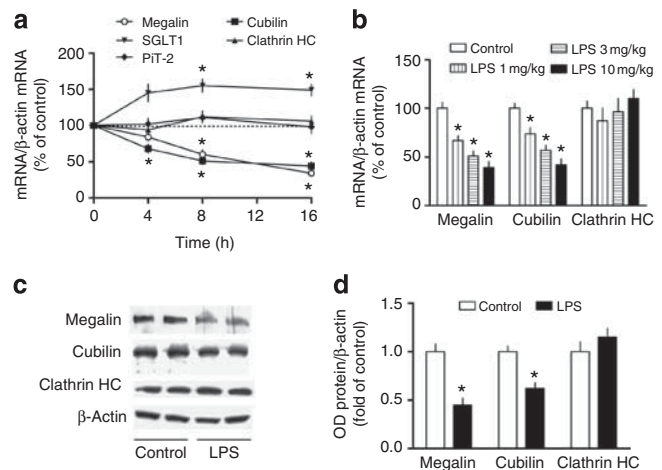 a
Megalin
Cubilin
SGLT1
Clathrin HC
PiT-2
mRNA/β-actin mRNA
(% of control)
200
150
100
50
0
* *
* * *
* *
0 4 8 12 16
Time (h)
b
Control
LPS 3 mg/kg
LPS 1 mg/kg
LPS 10 mg/kg
mRNA/β-actin mRNA
(% of control)
150
100
50
0
* * * * * *
Megalin Cubilin Clathrin HC
c
Megalin
Cubilin
Clathrin HC
β-Actin
Control LPS
d
Control LPS
OD protein/β-actin
(fold of control)
1.5
1.0
0.5
0.0
* *
Megalin Cubilin Clathrin HC